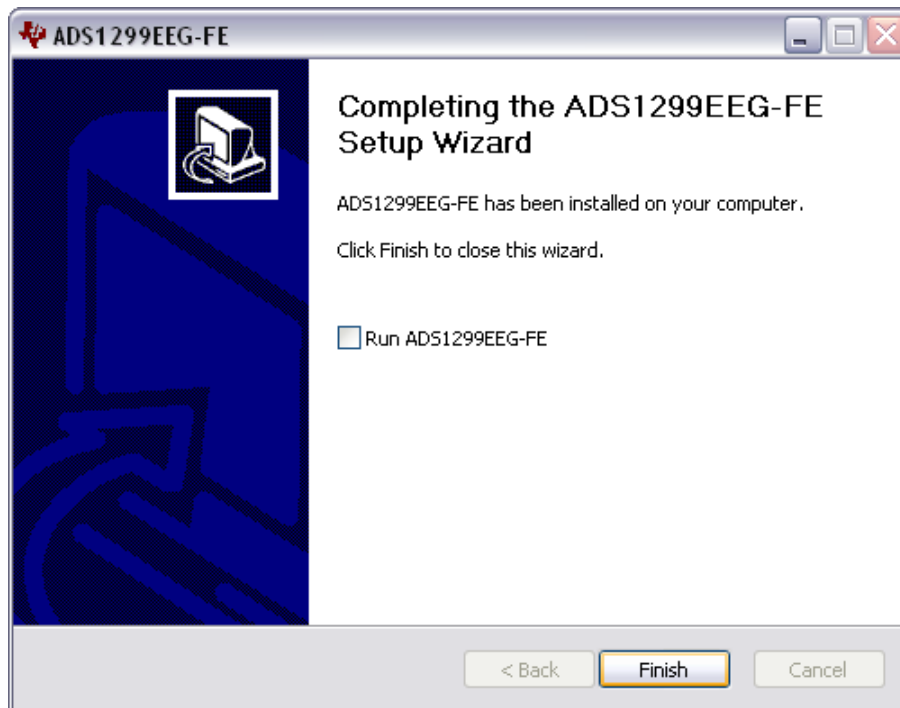 ADS1299EEG-FE
Completing the ADS1299EEG-FE
Setup Wizard
ADS1299EEG-FE has been installed on your computer.
Click Finish to close this wizard.
Run ADS1299EEG-FE
< Back
Finish
Cancel